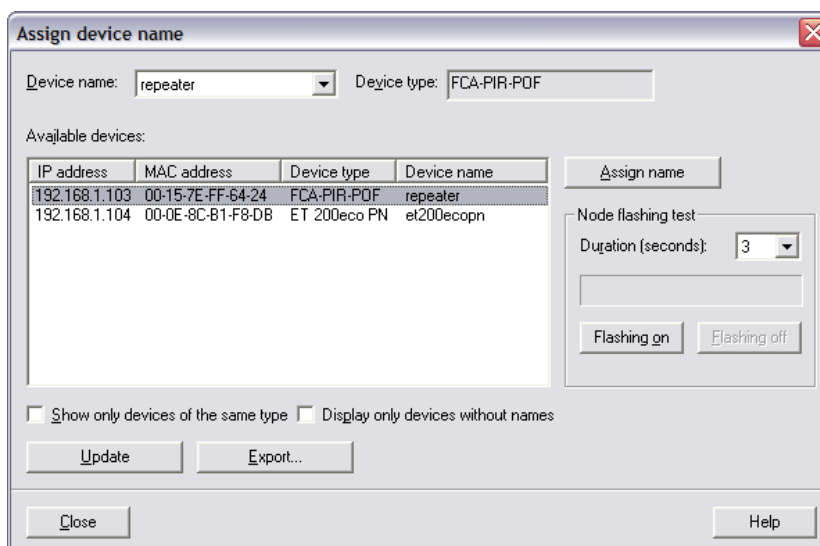 Assign device name
Device name: repeater Device type: FCA-PIR-POF
Available devices:
IP address MAC address Device type Device name
192.168.1.103 00-15-7E-FF-64-24 FCA-PIR-POF repeater
192.168.1.104 00-0E-8C-B1-F8-DB ET 200eco PN et200ecopn
Assign name
Node flashing test
Duration (seconds): 3
Flashing on Flashing off
Show only devices of the same type Display only devices without names
Update Export...
Close Help